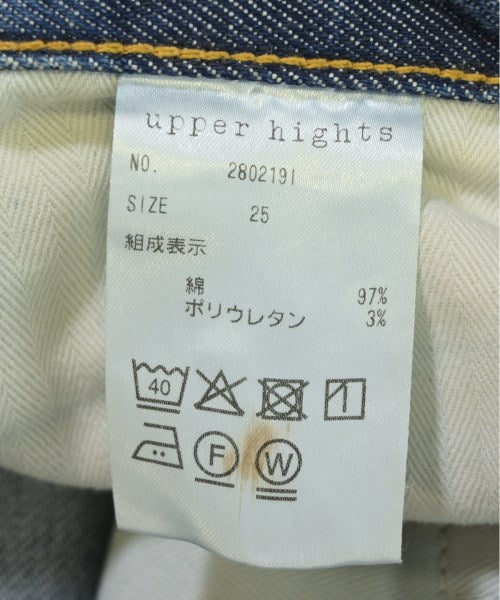 upper hights
NO. 2802191
SIZE 25
組成表示
綿 97%
ポリウレタン 3%
40
F W